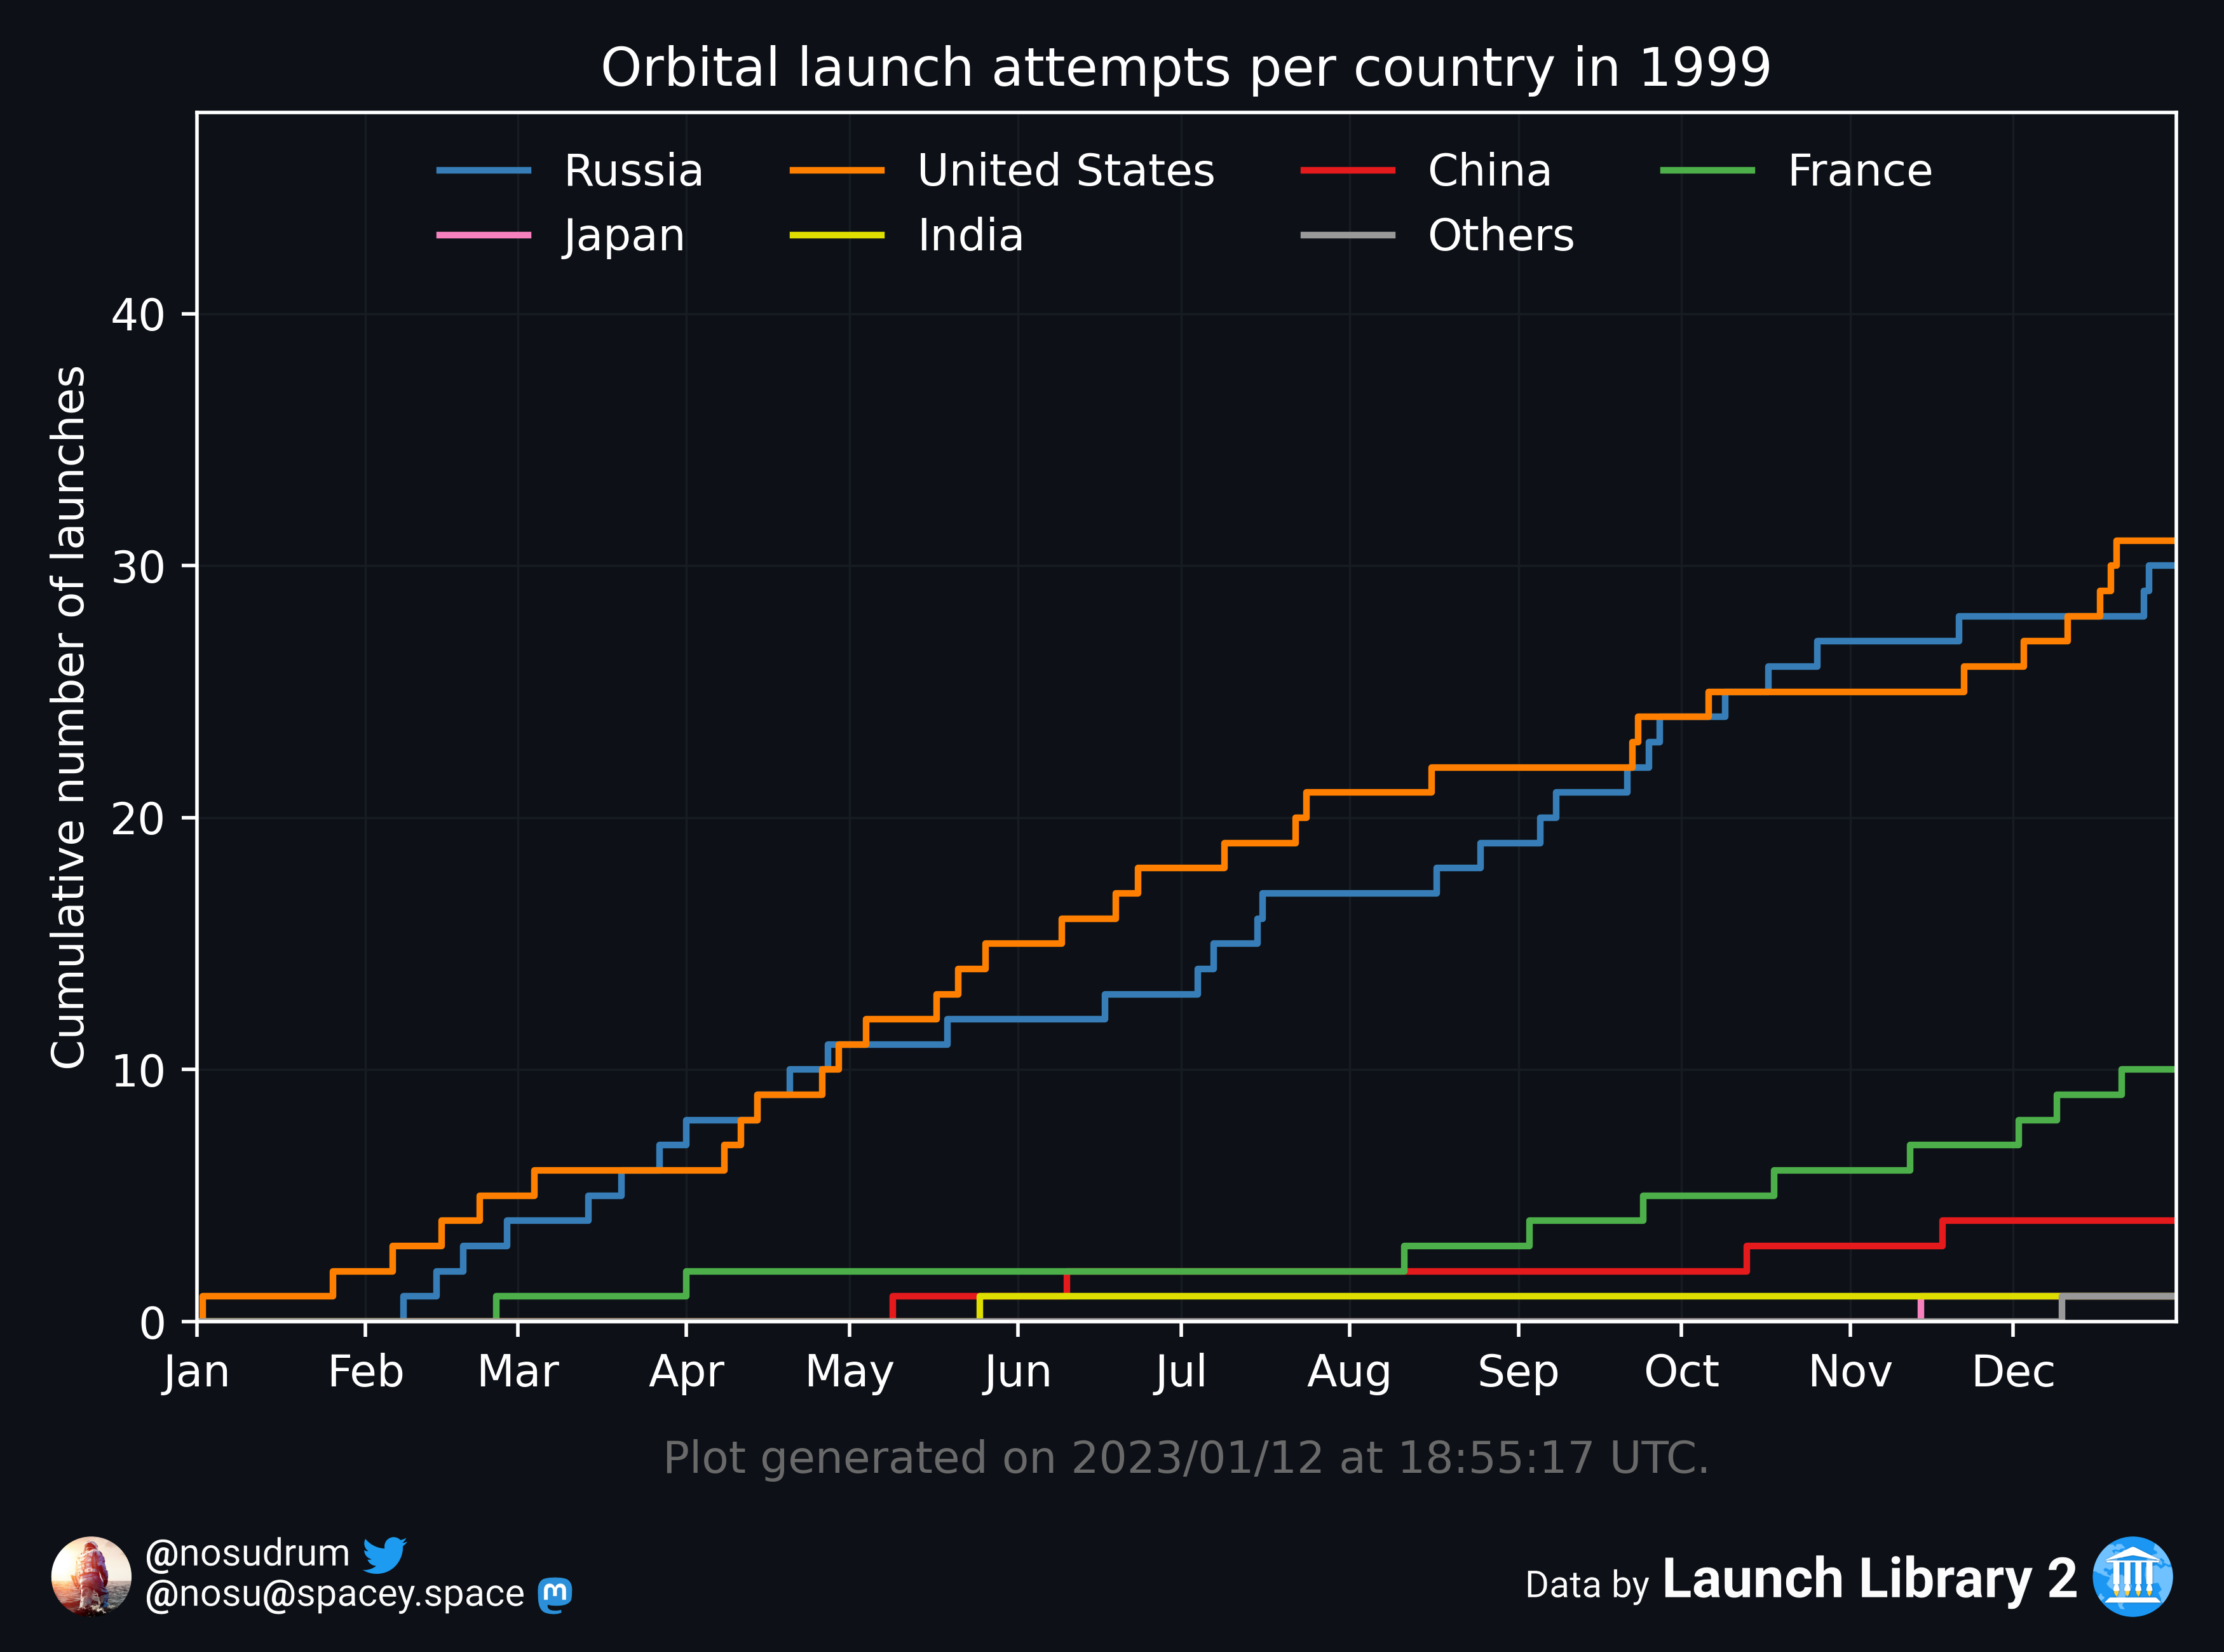 Orbital launch attempts per country in 1999
Russia United States China France
Japan India Others
Cumulative number of launches
40
30
20
10
0
Jan Feb Mar Apr May Jun Jul Aug Sep Oct Nov Dec
Plot generated on 2023/01/12 at 18:55:17 UTC.
@nosudrum
@nosu@spacey.space
Data by Launch Library 2